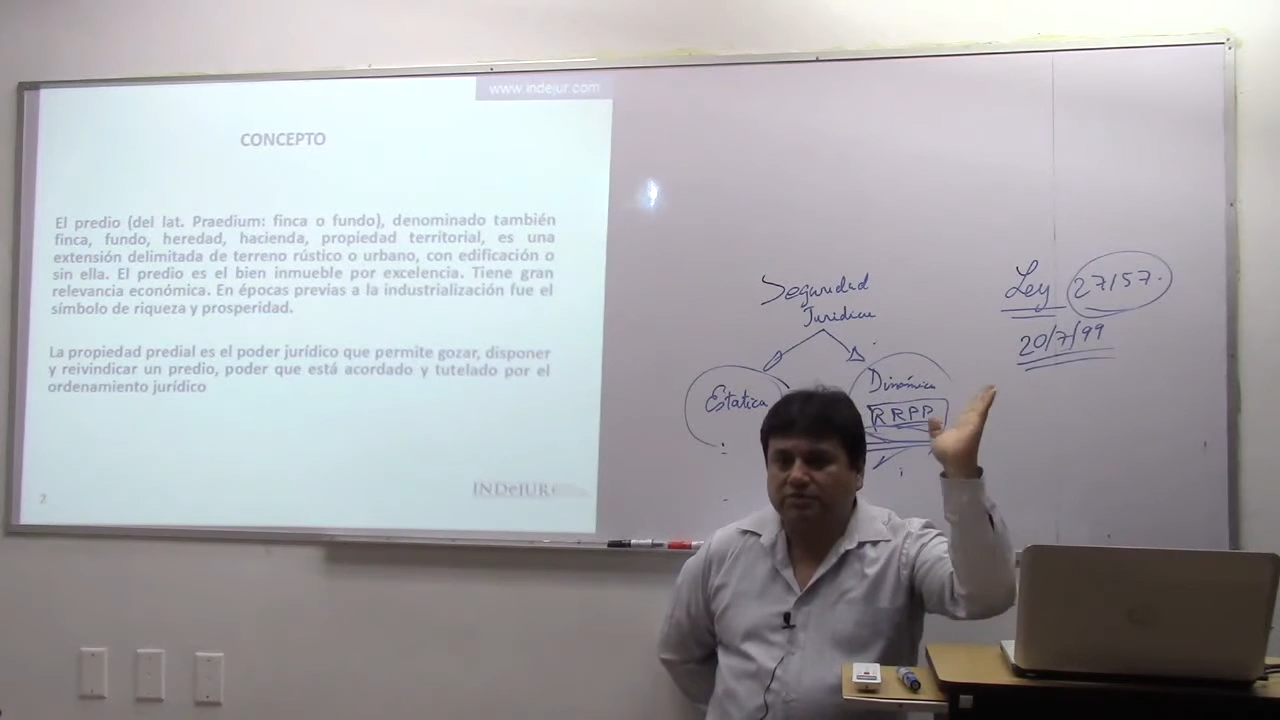 www.indejur.com
CONCEPTO
El predio (del lat. Praedium: finca o fundo), denominado también
finca, fundo, heredad, hacienda, propiedad territorial, es una
extensión delimitada de terreno rústico o urbano, con edificación o
sin ella. El predio es el bien inmueble por excelencia. Tiene gran
relevancia económica. En épocas previas a la industrialización fue el
símbolo de riqueza y prosperidad.
La propiedad predial es el poder jurídico que permite gozar, disponer
y reivindicar un predio, poder que está acordado y tutelado por el
ordenamiento jurídico
2
INDeJUR
Seguridad
Jurídica
Estatica
Dinámica
RRPP
Ley 27157.
20/7/99